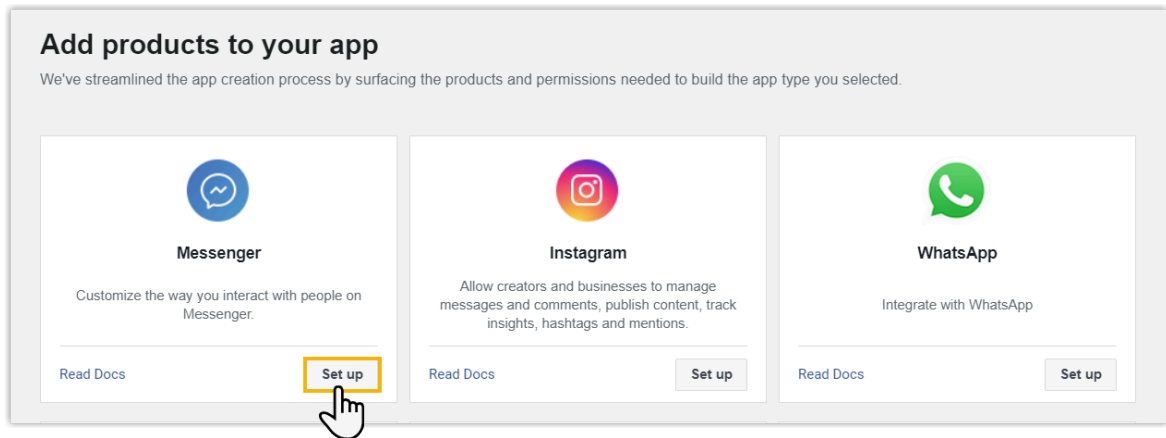 Add products to your app
We've streamlined the app creation process by surfacing the products and permissions needed to build the app type you selected.
Messenger
Customize the way you interact with people on
Messenger.
Read Docs
Set up
Instagram
Allow creators and businesses to manage
messages and comments, publish content, track
insights, hashtags and mentions.
Read Docs
Set up
WhatsApp
Integrate with WhatsApp
Read Docs
Set up